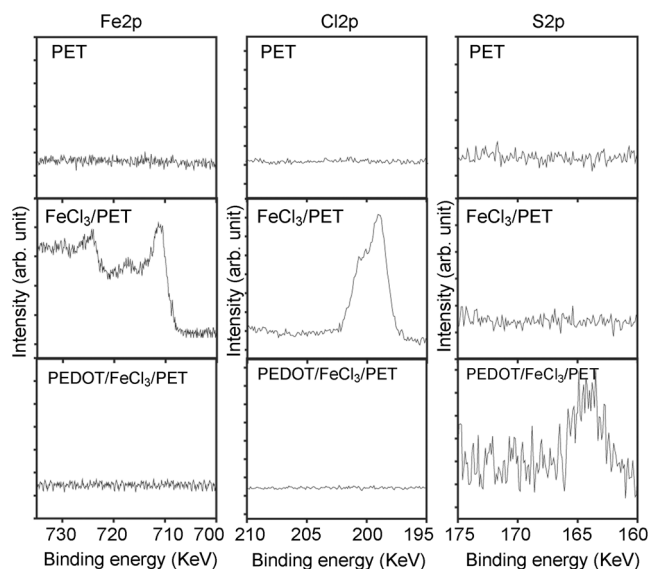 Fe2p Cl2p S2p
PET PET PET
FeCl₃/PET FeCl₃/PET FeCl₃/PET
Intensity (arb. unit) Intensity (arb. unit) Intensity (arb. unit)
PEDOT/FeCl₃/PET PEDOT/FeCl₃/PET PEDOT/FeCl₃/PET
730 720 710 700 210 205 200 195 175 170 165 160
Binding energy (KeV) Binding energy (KeV) Binding energy (KeV)